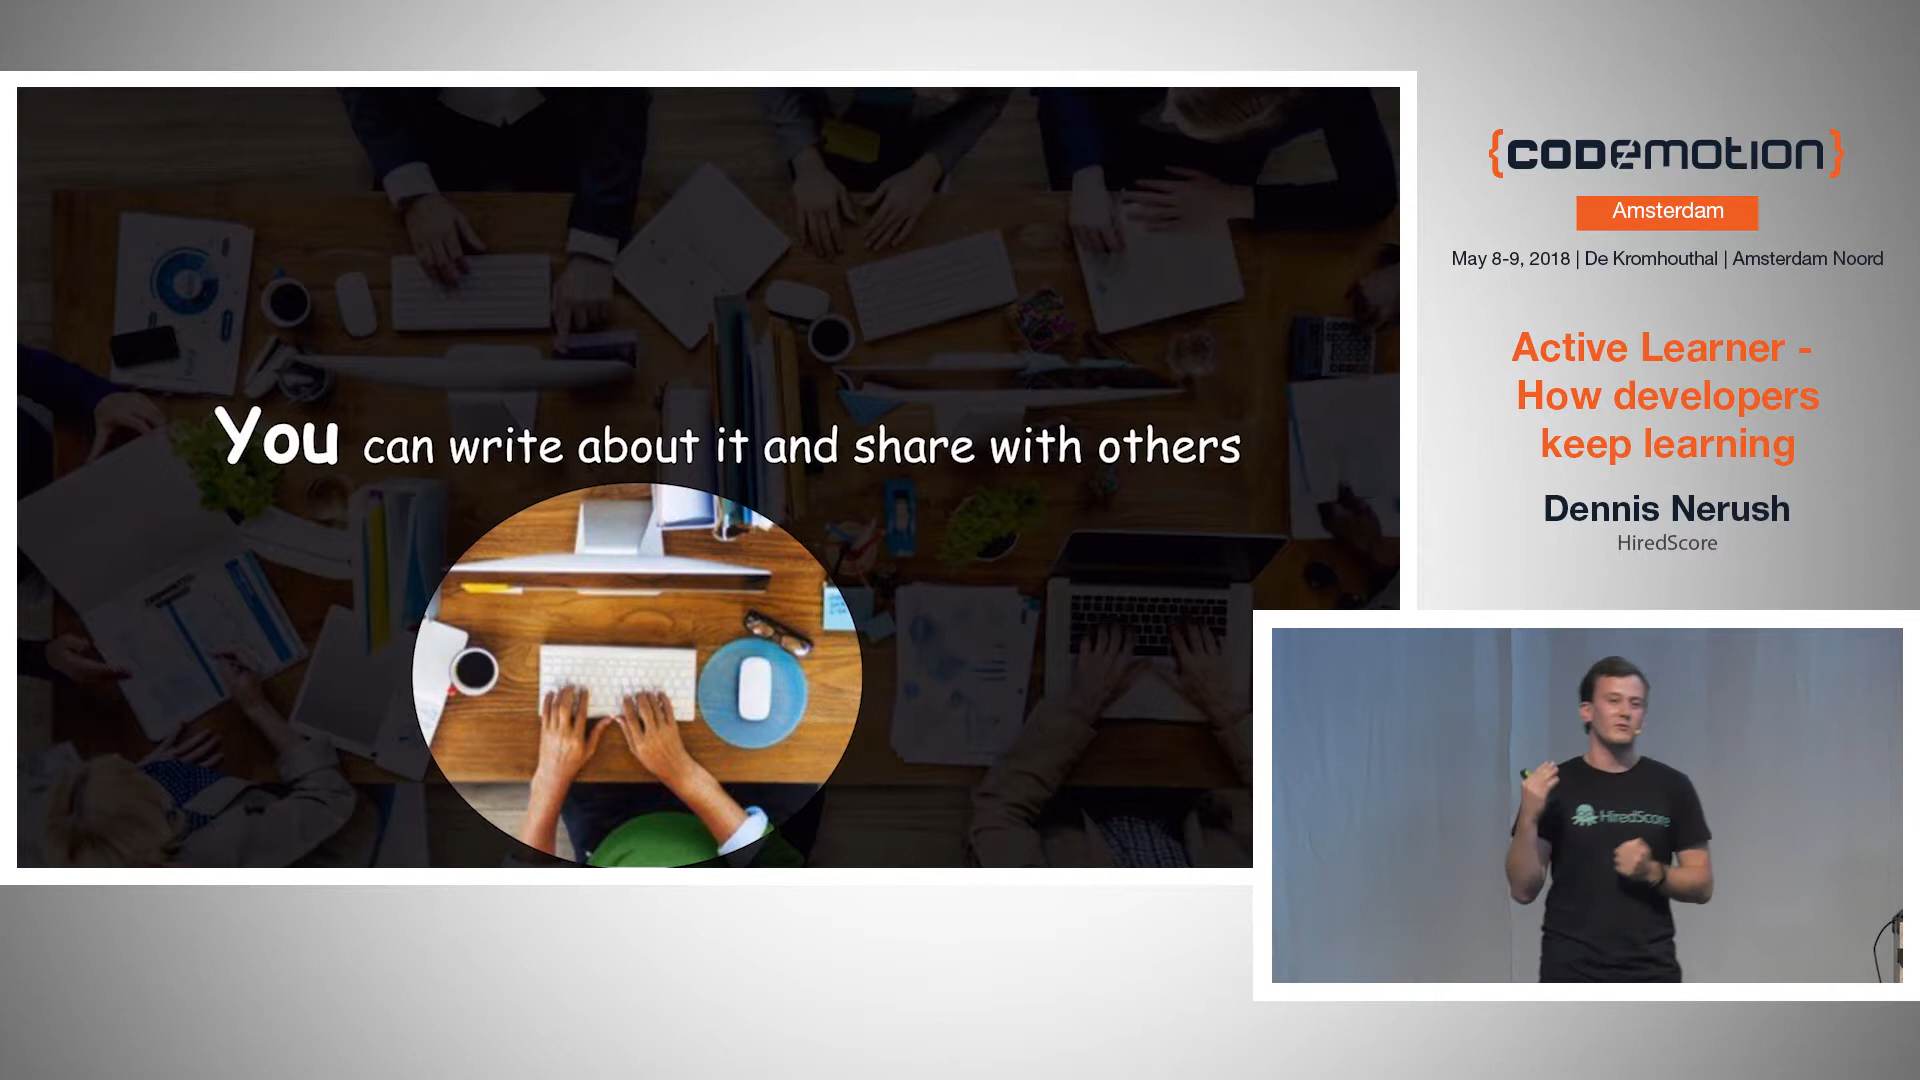 You can write about it and share with others
{CODEMOTION}
Amsterdam
May 8-9, 2018 | De Kromhouthal | Amsterdam Noord
Active Learner -
How developers
keep learning
Dennis Nerush
HiredScore
HiredScore